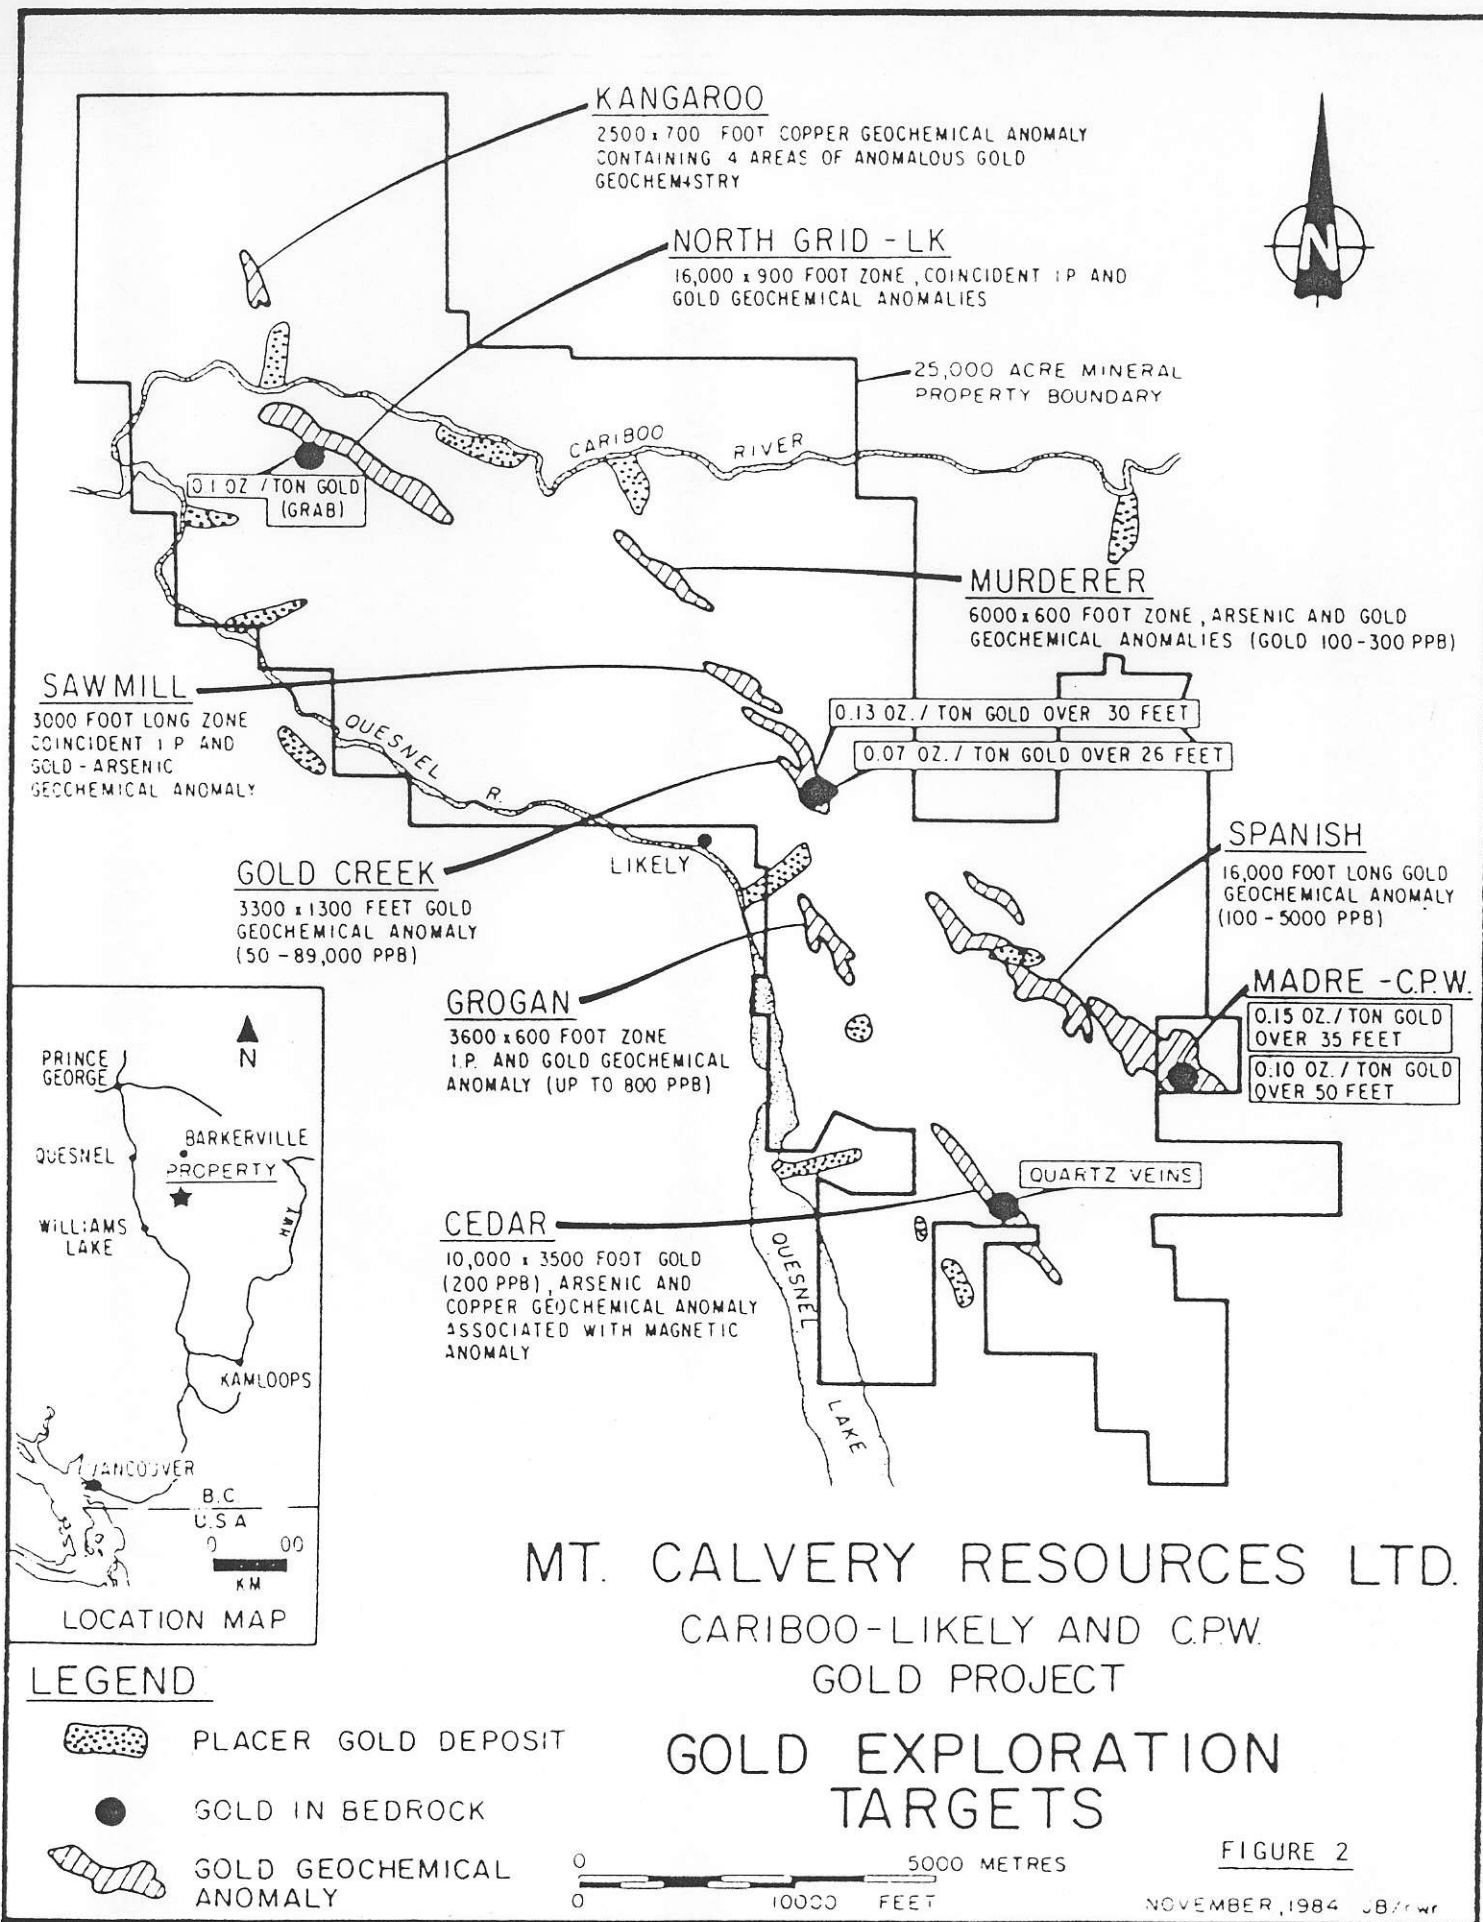 KANGAROO
2500 x 700 FOOT COPPER GEOCHEMICAL ANOMALY
CONTAINING 4 AREAS OF ANOMALOUS GOLD
GEOCHEMISTRY
NORTH GRID - LK
16,000 x 900 FOOT ZONE, COINCIDENT I P AND
GOLD GEOCHEMICAL ANOMALIES
N
25,000 ACRE MINERAL
PROPERTY BOUNDARY
CARIBOO RIVER
0.1 OZ / TON GOLD
(GRAB)
MURDERER
6000 x 600 FOOT ZONE, ARSENIC AND GOLD
GEOCHEMICAL ANOMALIES (GOLD 100-300 PPB)
SAWMILL
3000 FOOT LONG ZONE
COINCIDENT I P AND
GOLD - ARSENIC
GEOCHEMICAL ANOMALY
QUESNEL R.
0.13 OZ. / TON GOLD OVER 30 FEET
0.07 OZ. / TON GOLD OVER 26 FEET
LIKELY
GOLD CREEK
3300 x 1300 FEET GOLD
GEOCHEMICAL ANOMALY
(50 - 89,000 PPB)
SPANISH
16,000 FOOT LONG GOLD
GEOCHEMICAL ANOMALY
(100 - 5000 PPB)
MADRE - C.P.W.
0.15 OZ. / TON GOLD
OVER 35 FEET
0.10 OZ. / TON GOLD
OVER 50 FEET
GROGAN
3600 x 600 FOOT ZONE
I.P. AND GOLD GEOCHEMICAL
ANOMALY (UP TO 800 PPB)
QUARTZ VEINS
CEDAR
10,000 x 3500 FOOT GOLD
(200 PPB), ARSENIC AND
COPPER GEOCHEMICAL ANOMALY
ASSOCIATED WITH MAGNETIC
ANOMALY
QUESNEL
LAKE
N
PRINCE
GEORGE
BARKERVILLE
QUESNEL
PROPERTY
WILLIAMS
LAKE
HWY
KAMLOOPS
VANCOUVER
B.C.
U.S A
0 00
KM
LOCATION MAP
MT. CALVERY RESOURCES LTD.
CARIBOO - LIKELY AND C.P.W.
GOLD PROJECT
GOLD EXPLORATION
TARGETS
LEGEND
PLACER GOLD DEPOSIT
GOLD IN BEDROCK
GOLD GEOCHEMICAL
ANOMALY
0 5000 METRES
0 10000 FEET
FIGURE 2
NOVEMBER, 1984